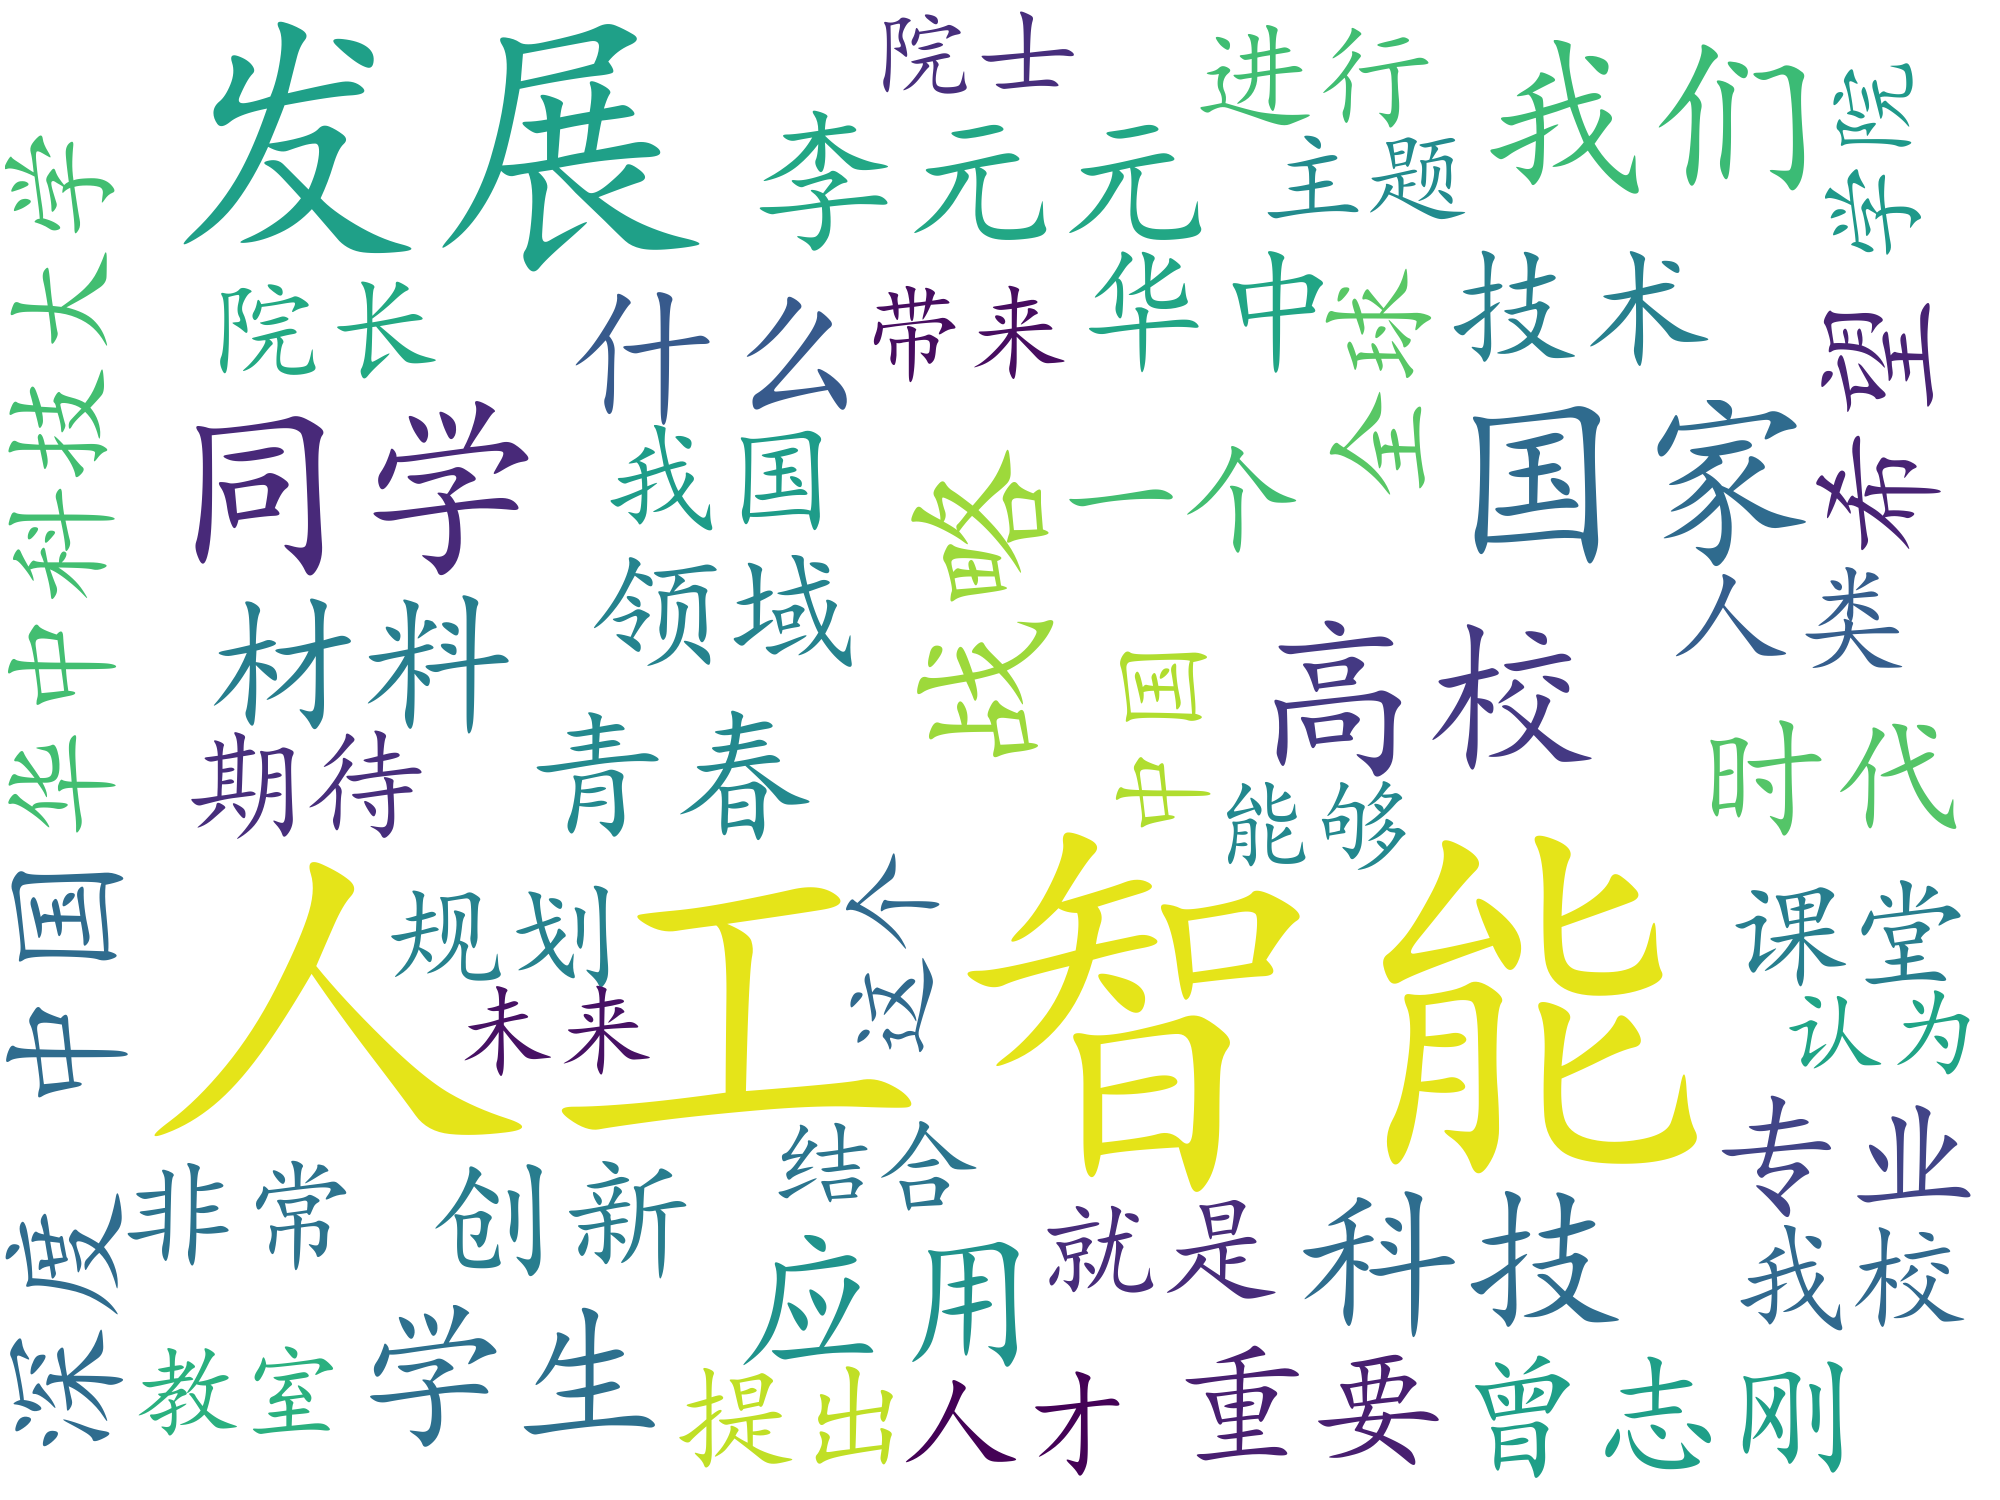 发展
院士
进行
我们
学院
李元元
主题
华中科技大学
院长
什么
带来
华中
全球
技术
希望
同学
我国
战略
一个
国家
材料
领域
中国
高校
人类
期待
青春
能够
时代
中国
人工智能
规划
未来
这个
课堂
认为
深度
非常
创新
结合
应用
就是
科技
专业
我校
教室
学生
提出
人才
重要
曾志刚